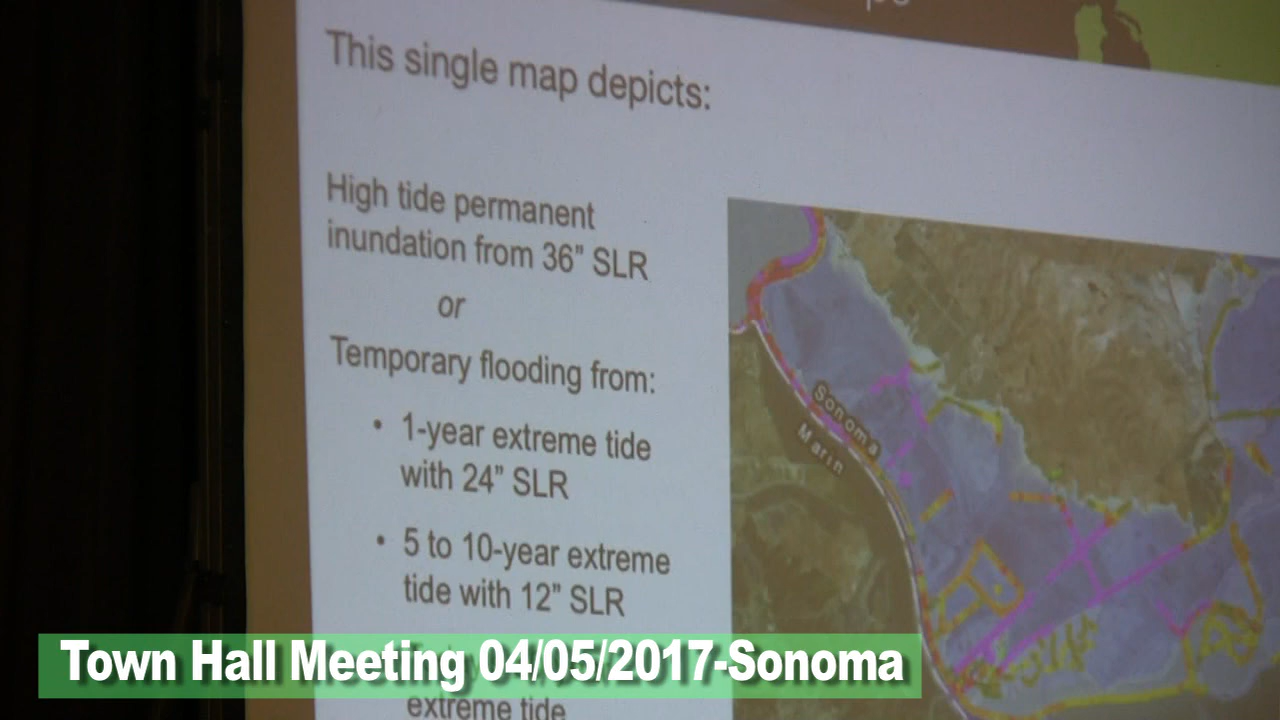 This single map depicts:
High tide permanent
inundation from 36" SLR
or
Temporary flooding from:
• 1-year extreme tide
with 24" SLR
• 5 to 10-year extreme
tide with 12" SLR
extreme tide
Sonoma
Marin
Town Hall Meeting 04/05/2017-Sonoma